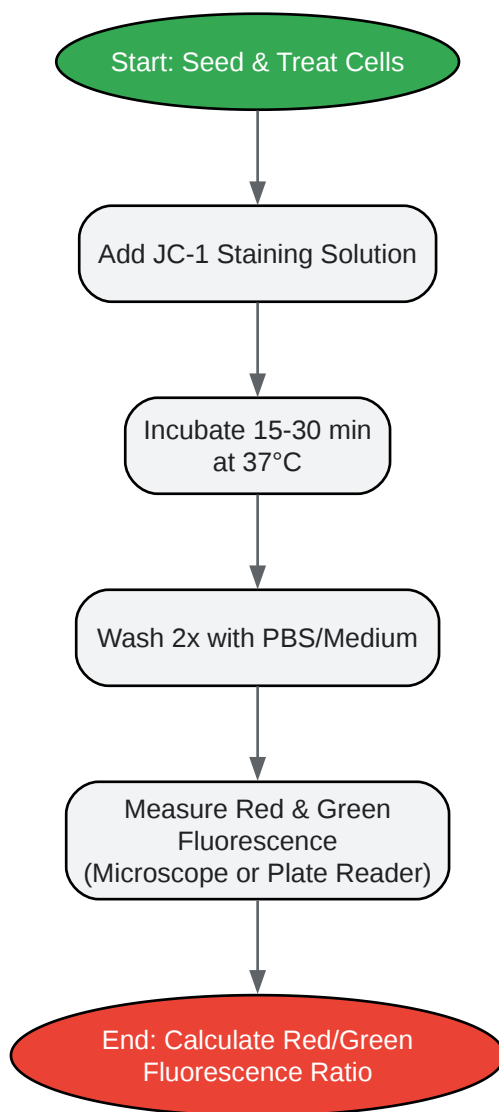 Start: Seed & Treat Cells
Add JC-1 Staining Solution
Incubate 15-30 min
at 37°C
Wash 2x with PBS/Medium
Measure Red & Green
Fluorescence
(Microscope or Plate Reader)
End: Calculate Red/Green
Fluorescence Ratio